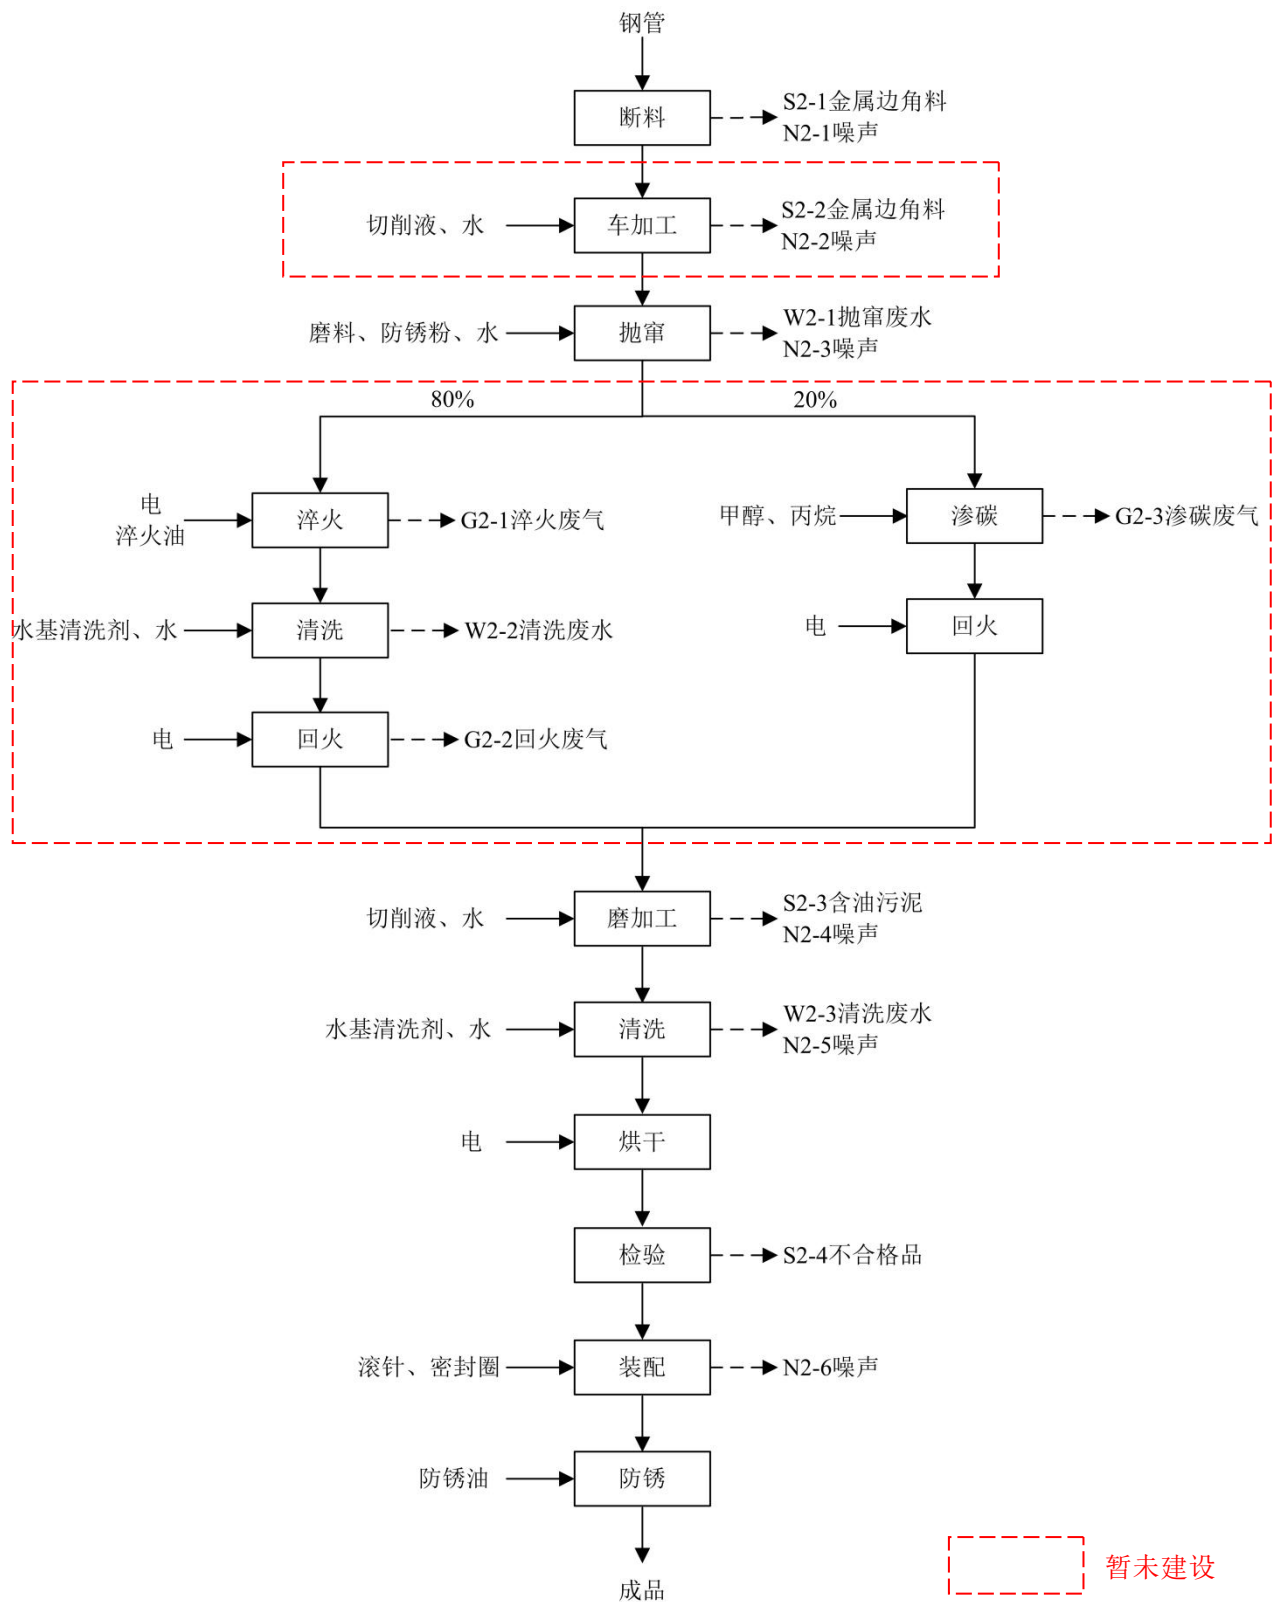 钢管
断料
S2-1金属边角料
N2-1噪声
切削液、水
车加工
S2-2金属边角料
N2-2噪声
磨料、防锈粉、水
抛窜
W2-1抛窜废水
N2-3噪声
80%
20%
电
淬火油
淬火
G2-1淬火废气
甲醇、丙烷
渗碳
G2-3渗碳废气
水基清洗剂、水
清洗
W2-2清洗废水
电
回火
电
回火
G2-2回火废气
切削液、水
磨加工
S2-3含油污泥
N2-4噪声
水基清洗剂、水
清洗
W2-3清洗废水
N2-5噪声
电
烘干
检验
S2-4不合格品
滚针、密封圈
装配
N2-6噪声
防锈油
防锈
成品
暂未建设